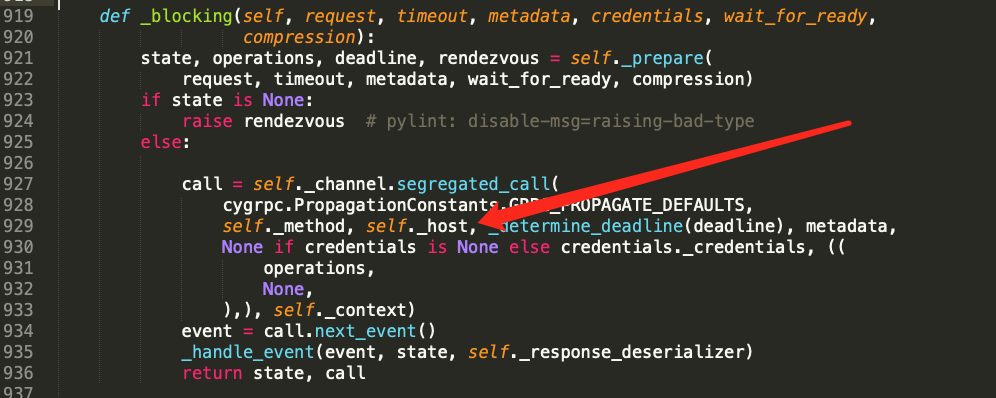 919 def _blocking(self, request, timeout, metadata, credentials, wait_for_ready,
920 compression):
921 state, operations, deadline, rendezvous = self._prepare(
922 request, timeout, metadata, wait_for_ready, compression)
923 if state is None:
924 raise rendezvous # pylint: disable-msg=raising-bad-type
925 else:
926
927 call = self._channel.segregated_call(
928 cygrpc.PropagationConstants.GRPC_PROPAGATE_DEFAULTS,
929 self._method, self._host, _determine_deadline(deadline), metadata,
930 None if credentials is None else credentials._credentials, ((
931 operations,
932 None,
933 ),), self._context)
934 event = call.next_event()
935 _handle_event(event, state, self._response_deserializer)
936 return state, call
937